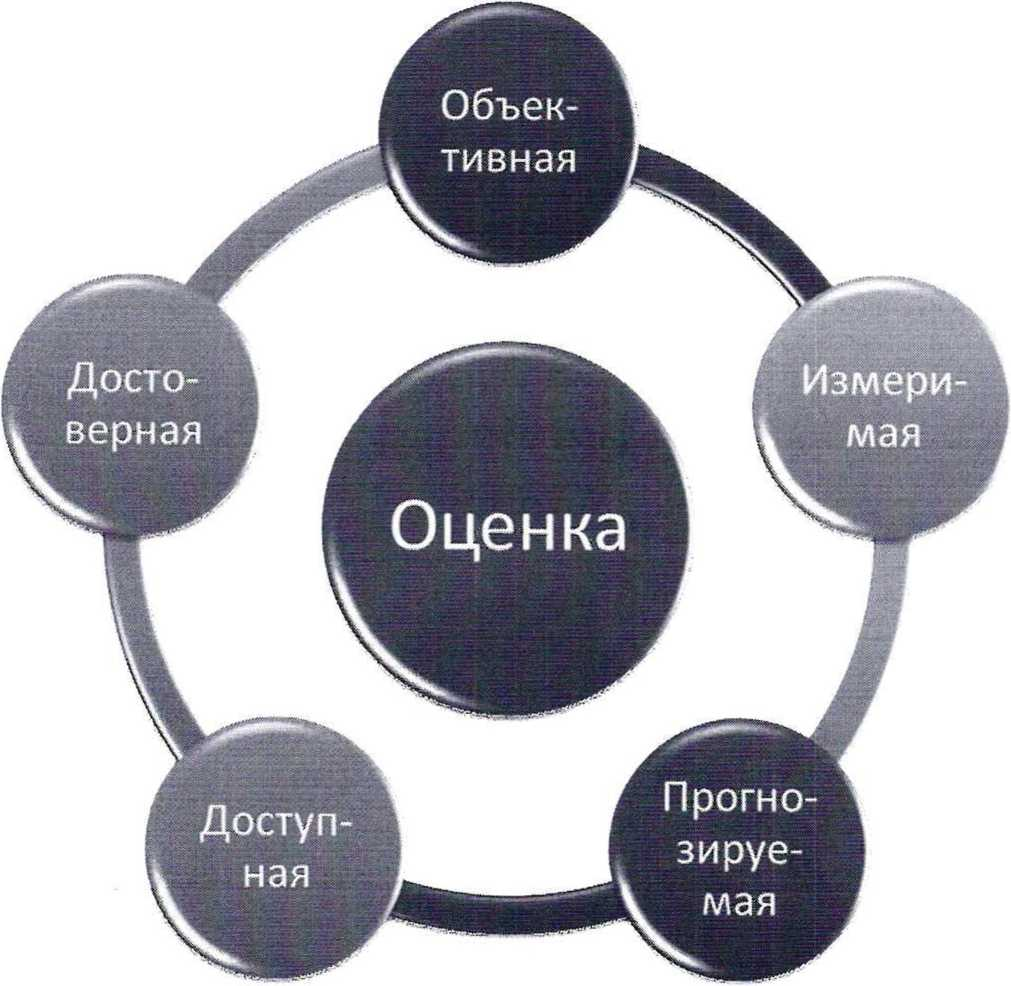 Объек-
тивная
Измери-
мая
Прогно-
зируе-
мая
Доступ-
ная
Досто-
верная
Оценка